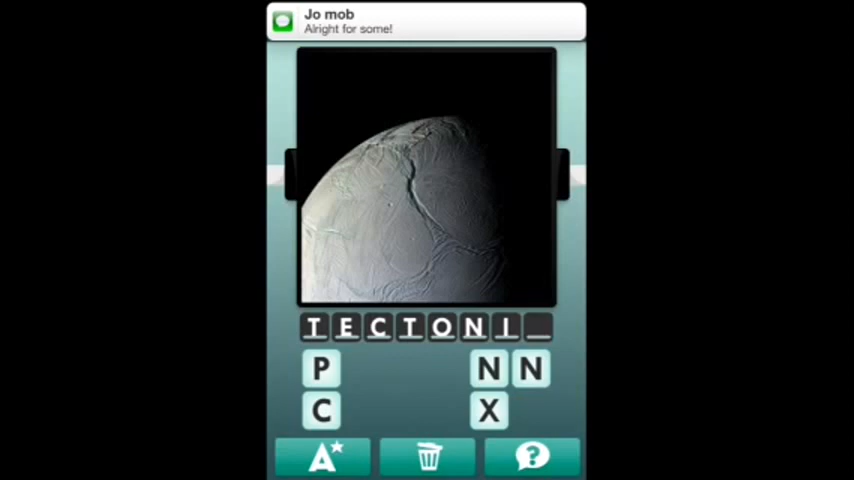 Jo mob
Alright for some!
T E C T O N I _
P N N
C X
A ?